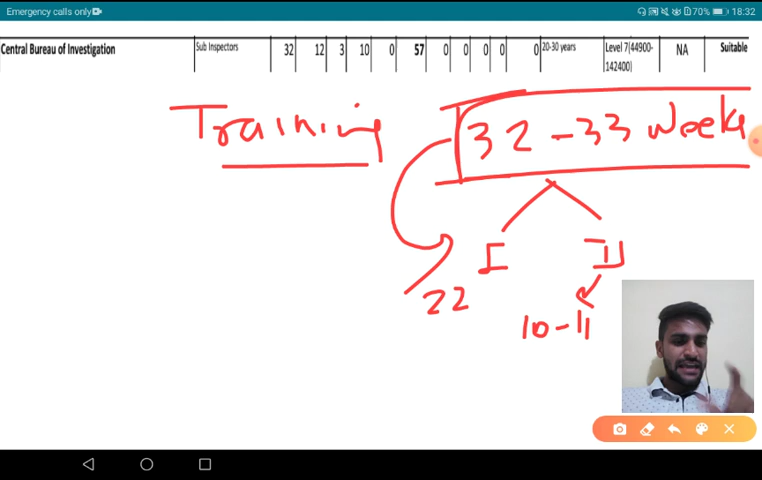 Emergency calls only 70% 18:32
Central Bureau of Investigation Sub Inspectors 32 12 3 10 0 57 0 0 0 0 0 20-30 years Level 7(44900-142400) NA Suitable
Training 32-33 Weeks
I II
22
10-11